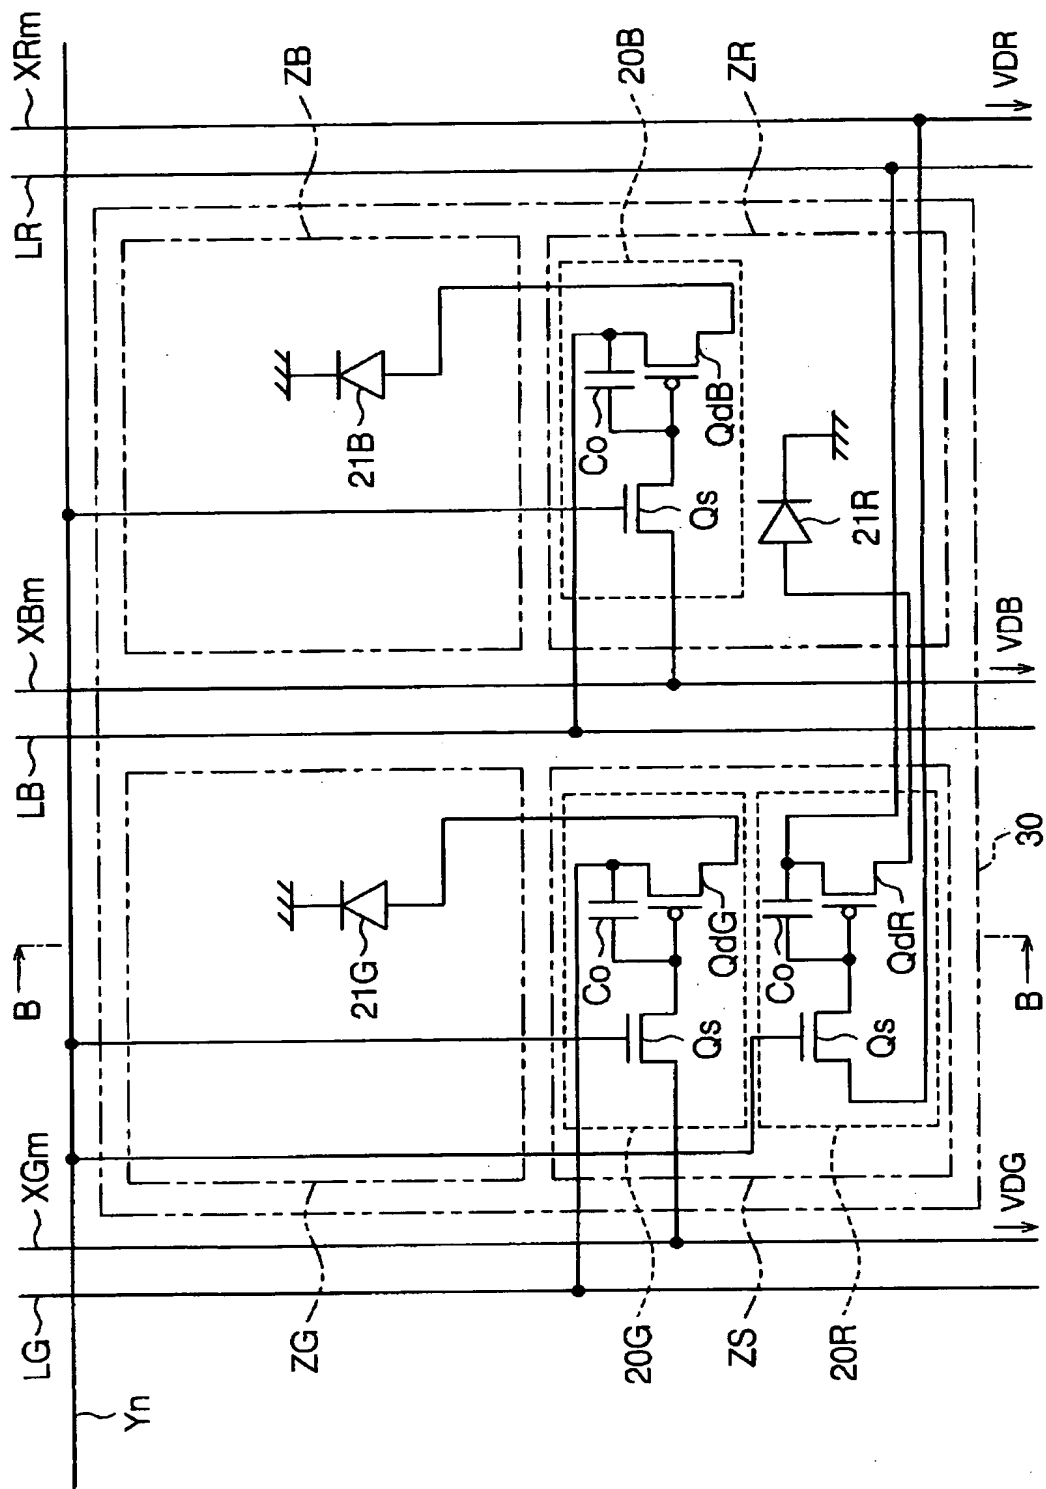 LG
XGm
B
LB
XBm
LR
XRm
Yn
ZG
21G
21B
ZB
20G
Co
Qs
QdG
Co
Qs
QdB
20B
ZS
20R
Co
Qs
QdR
21R
ZR
VDG
B
30
VDB
VDR